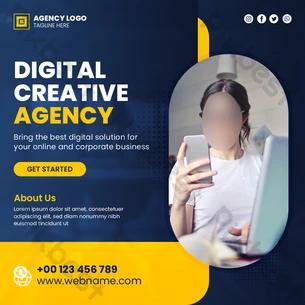 AGENCY LOGO
TAGLINE HERE
DIGITAL
CREATIVE
AGENCY
Bring the best digital solution for
your online and corporate business
GET STARTED
About Us
Lorem ipsum dolor sit amet, consectetuer
adipiscing elit, sed diam nonummy nibh
euismod tincidunt ut
+00 123 456 789
www.webname.com